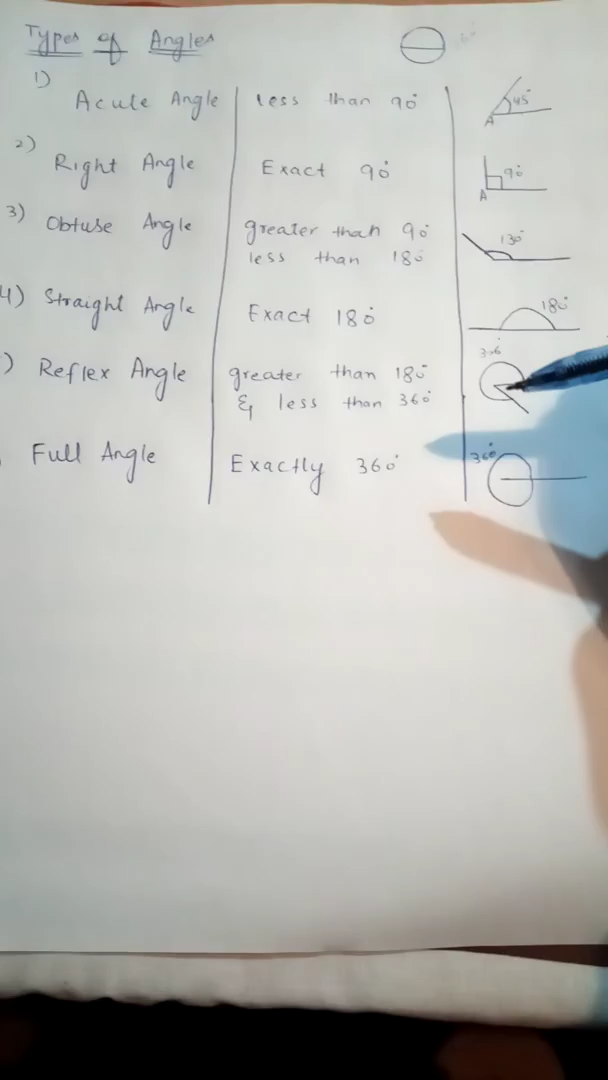 Types of Angles
1)
Acute Angle less than 90° 45°
A
2)
Right Angle Exact 90° 90°
A
3) Obtuse Angle greater than 90° 130°
less than 180°
4) Straight Angle Exact 180° 180°
) Reflex Angle greater than 180°
& less than 360°
Full Angle Exactly 360° 360°